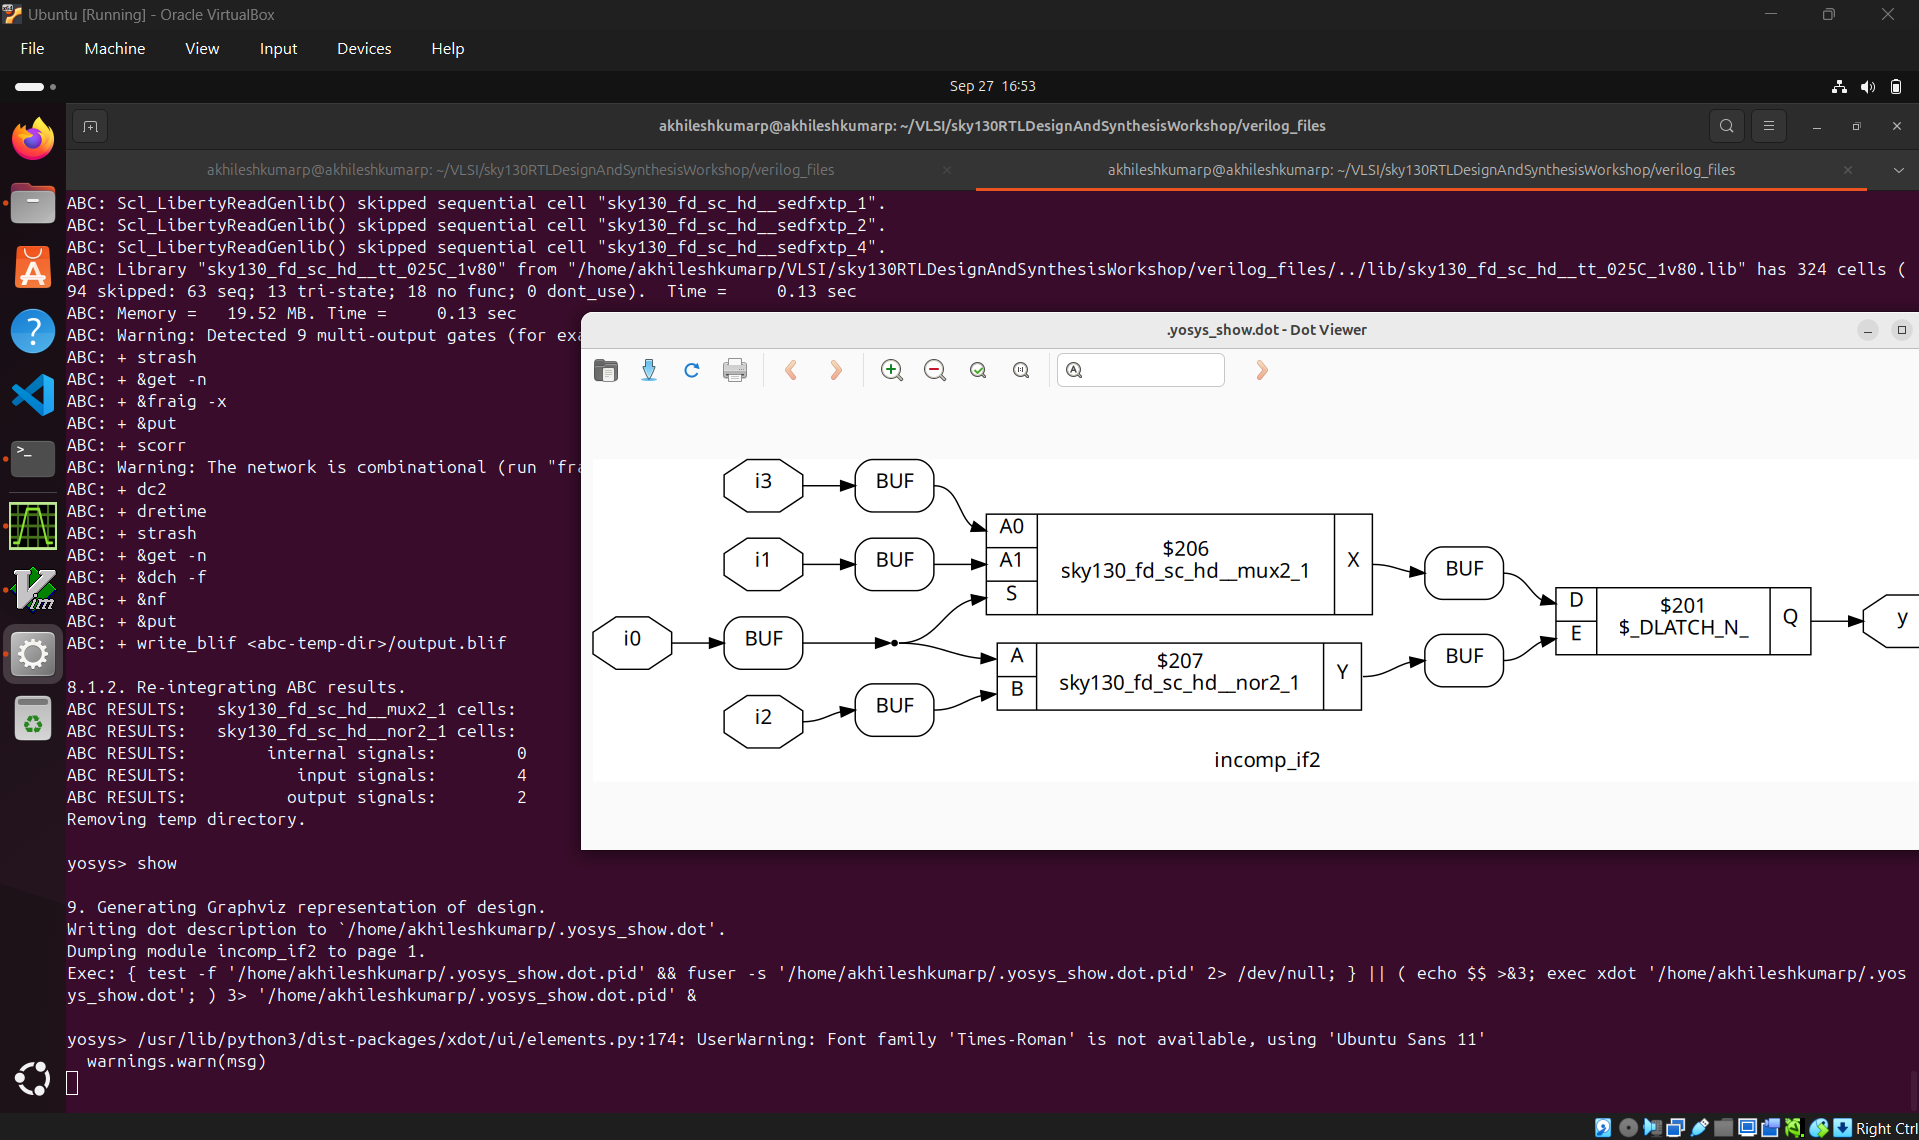 Ubuntu [Running] - Oracle VirtualBox
File Machine View Input Devices Help
Sep 27 16:53
akhileshkumarp@akhileshkumarp: ~/VLSI/sky130RTLDesignAndSynthesisWorkshop/verilog_files
akhileshkumarp@akhileshkumarp: ~/VLSI/sky130RTLDesignAndSynthesisWorkshop/verilog_files
akhileshkumarp@akhileshkumarp: ~/VLSI/sky130RTLDesignAndSynthesisWorkshop/verilog_files
ABC: Scl_LibertyReadGenlib() skipped sequential cell "sky130_fd_sc_hd__sedfxtp_1".
ABC: Scl_LibertyReadGenlib() skipped sequential cell "sky130_fd_sc_hd__sedfxtp_2".
ABC: Scl_LibertyReadGenlib() skipped sequential cell "sky130_fd_sc_hd__sedfxtp_4".
ABC: Library "sky130_fd_sc_hd__tt_025C_1v80" from "/home/akhileshkumarp/VLSI/sky130RTLDesignAndSynthesisWorkshop/verilog_files/../lib/sky130_fd_sc_hd__tt_025C_1v80.lib" has 324 cells (
94 skipped: 63 seq; 13 tri-state; 18 no func; 0 dont_use). Time = 0.13 sec
ABC: Memory = 19.52 MB. Time = 0.13 sec
ABC: Warning: Detected 9 multi-output gates (for exa
ABC: + strash
ABC: + &get -n
ABC: + &fraig -x
ABC: + &put
ABC: + scorr
ABC: Warning: The network is combinational (run "fra
ABC: + dc2
ABC: + dretime
ABC: + strash
ABC: + &get -n
ABC: + &dch -f
ABC: + &nf
ABC: + &put
ABC: + write_blif <abc-temp-dir>/output.blif
8.1.2. Re-integrating ABC results.
ABC RESULTS: sky130_fd_sc_hd__mux2_1 cells:
ABC RESULTS: sky130_fd_sc_hd__nor2_1 cells:
ABC RESULTS: internal signals: 0
ABC RESULTS: input signals: 4
ABC RESULTS: output signals: 2
Removing temp directory.
yosys> show
9. Generating Graphviz representation of design.
Writing dot description to `/home/akhileshkumarp/.yosys_show.dot'.
Dumping module incomp_if2 to page 1.
Exec: { test -f '/home/akhileshkumarp/.yosys_show.dot.pid' && fuser -s '/home/akhileshkumarp/.yosys_show.dot.pid' 2> /dev/null; } || ( echo $$ >&3; exec xdot '/home/akhileshkumarp/.yos
ys_show.dot'; ) 3> '/home/akhileshkumarp/.yosys_show.dot.pid' &
yosys> /usr/lib/python3/dist-packages/xdot/ui/elements.py:174: UserWarning: Font family 'Times-Roman' is not available, using 'Ubuntu Sans 11'
warnings.warn(msg)
.yosys_show.dot - Dot Viewer
i3 BUF
i1 BUF
i0 BUF
i2 BUF
A0
A1
S
$206
sky130_fd_sc_hd__mux2_1
X
A
B
$207
sky130_fd_sc_hd__nor2_1
Y
BUF
BUF
D
E
$201
$_DLATCH_N_
Q
y
incomp_if2
Right Ctrl